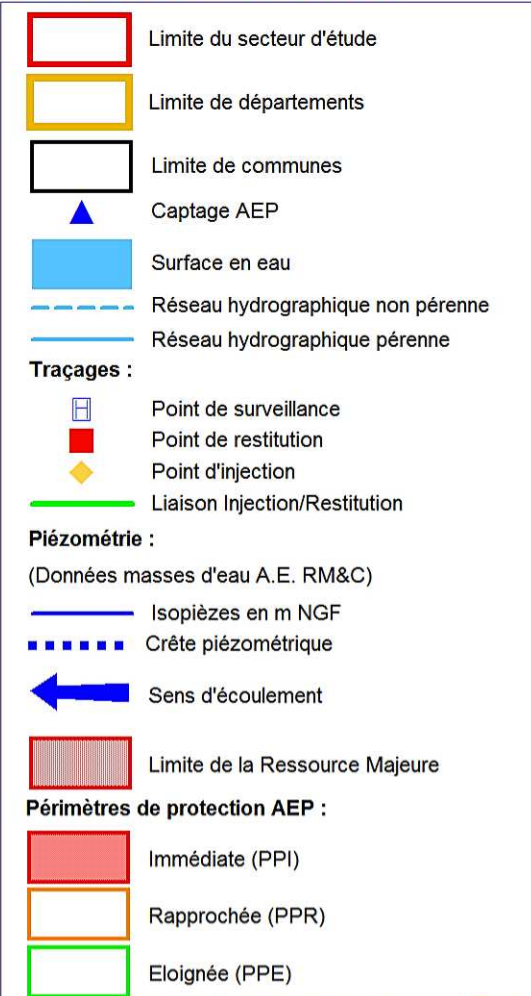 Limite du secteur d'étude
Limite de départements
Limite de communes
Captage AEP
Surface en eau
Réseau hydrographique non pérenne
Réseau hydrographique pérenne
Traçages :
Point de surveillance
Point de restitution
Point d'injection
Liaison Injection/Restitution
Piézométrie :
(Données masses d'eau A.E. RM&C)
Isopièzes en m NGF
Crête piézométrique
Sens d'écoulement
Limite de la Ressource Majeure
Périmètres de protection AEP :
Immédiate (PPI)
Rapprochée (PPR)
Eloignée (PPE)